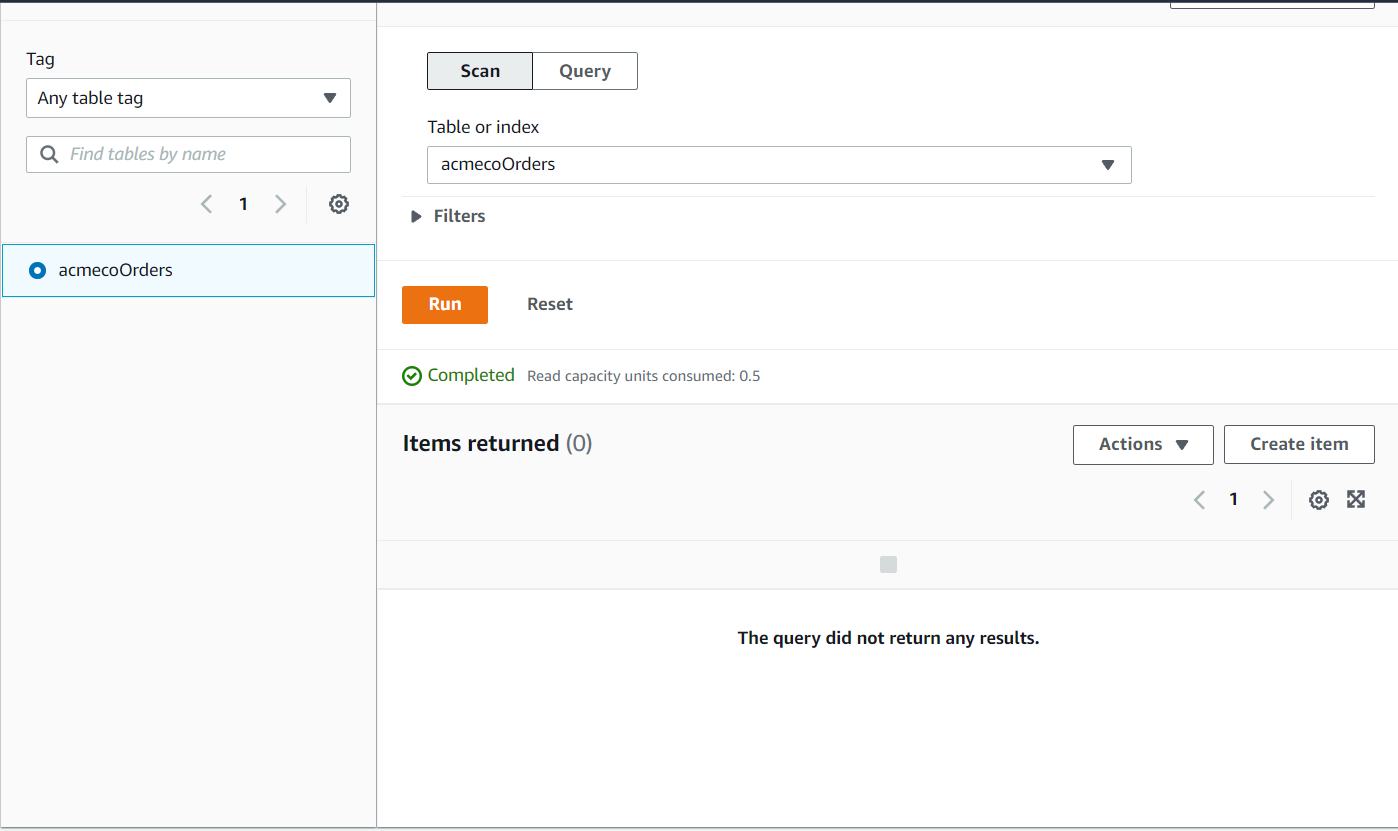 Tag
Any table tag
Find tables by name
1
acmecoOrders
Scan Query
Table or index
acmecoOrders
Filters
Run Reset
Completed Read capacity units consumed: 0.5
Items returned (0)
Actions Create item
1
The query did not return any results.